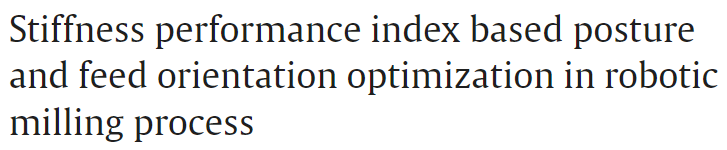 Stiffness performance index based posture
and feed orientation optimization in robotic
milling process